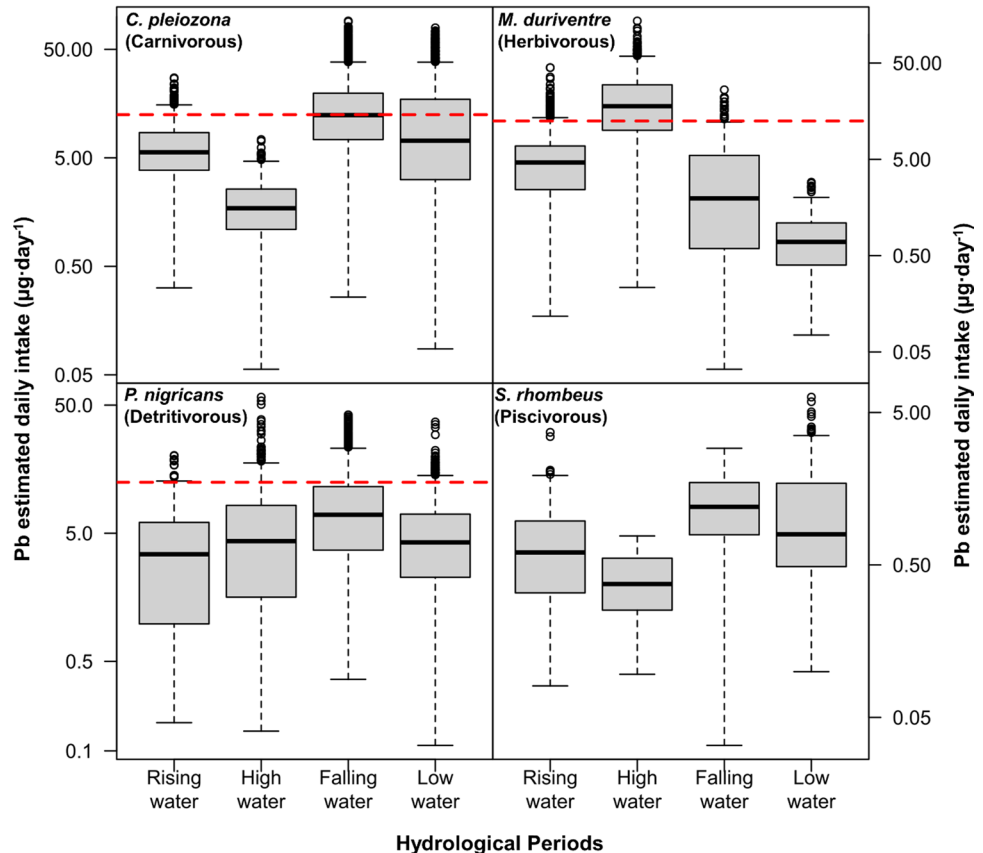 C. pleiozona
(Carnivorous)
M. duriventre
(Herbivorous)
50.00
5.00
0.50
0.05
50.00
5.00
0.50
0.05
P. nigricans
(Detritivorous)
S. rhombeus
(Piscivorous)
50.0
5.0
0.5
0.1
5.00
0.50
0.05
Pb estimated daily intake (µg·day⁻¹)
Pb estimated daily intake (µg·day⁻¹)
Rising
water
High
water
Falling
water
Low
water
Rising
water
High
water
Falling
water
Low
water
Hydrological Periods